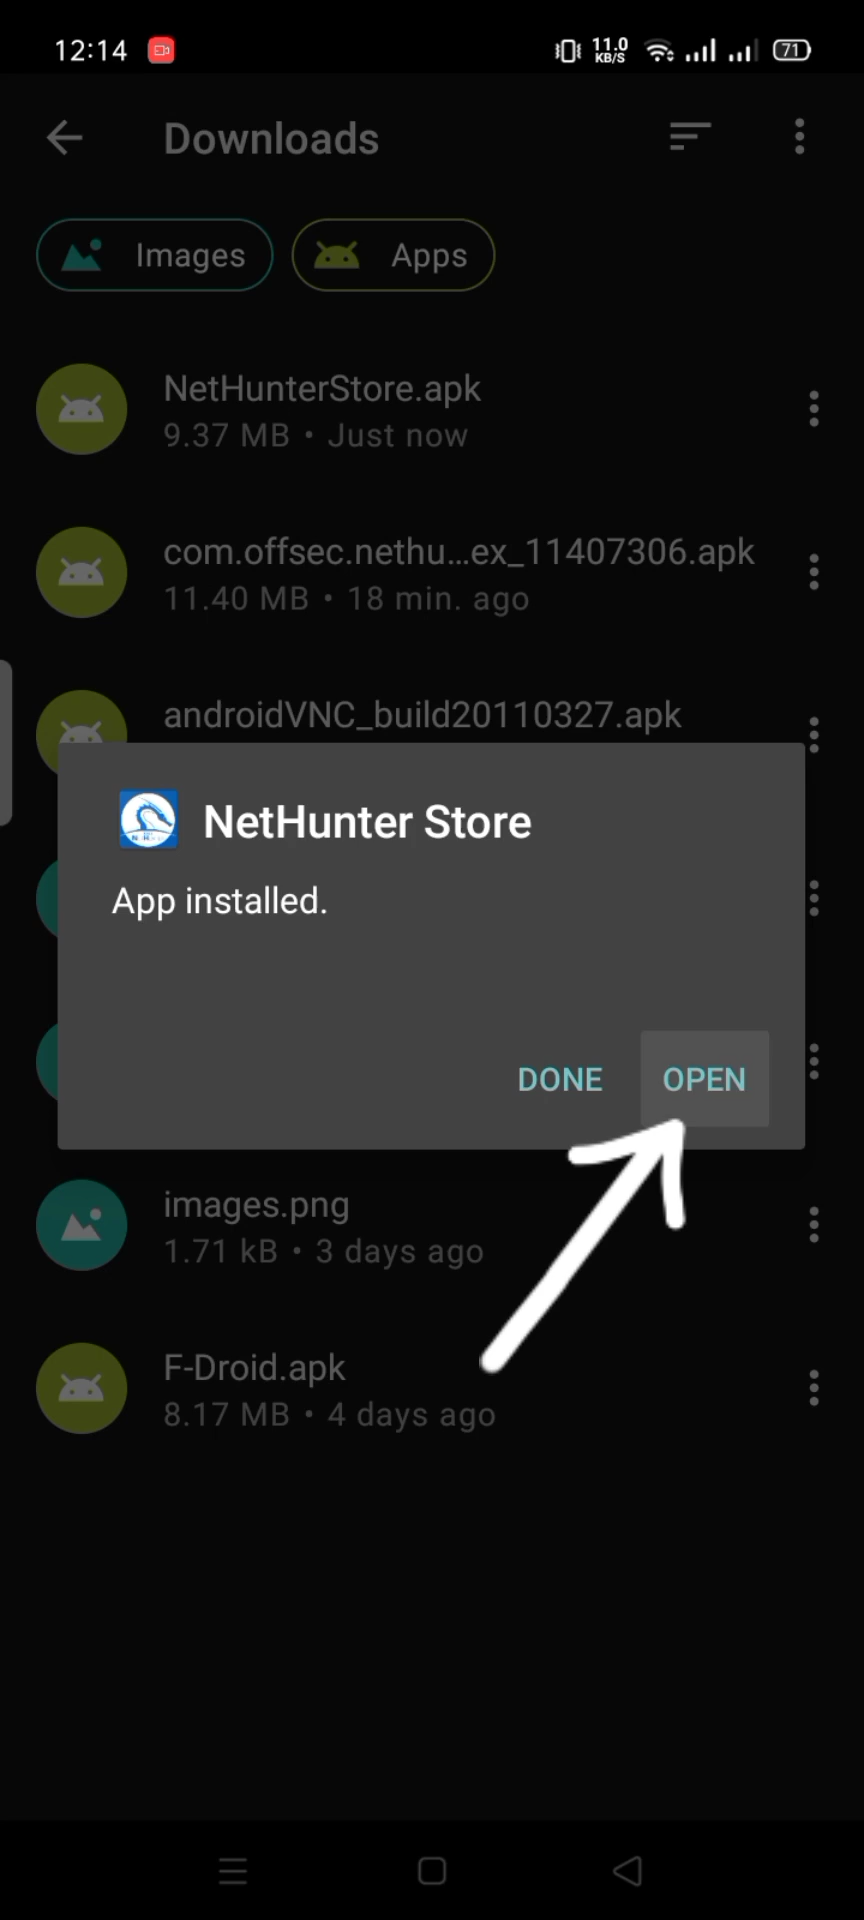 12:14
11.0
KB/S
71
Downloads
Images
Apps
NetHunterStore.apk
9.37 MB • Just now
com.offsec.nethu...ex_11407306.apk
11.40 MB • 18 min. ago
androidVNC_build20110327.apk
NetHunter Store
App installed.
DONE
OPEN
images.png
1.71 kB • 3 days ago
F-Droid.apk
8.17 MB • 4 days ago